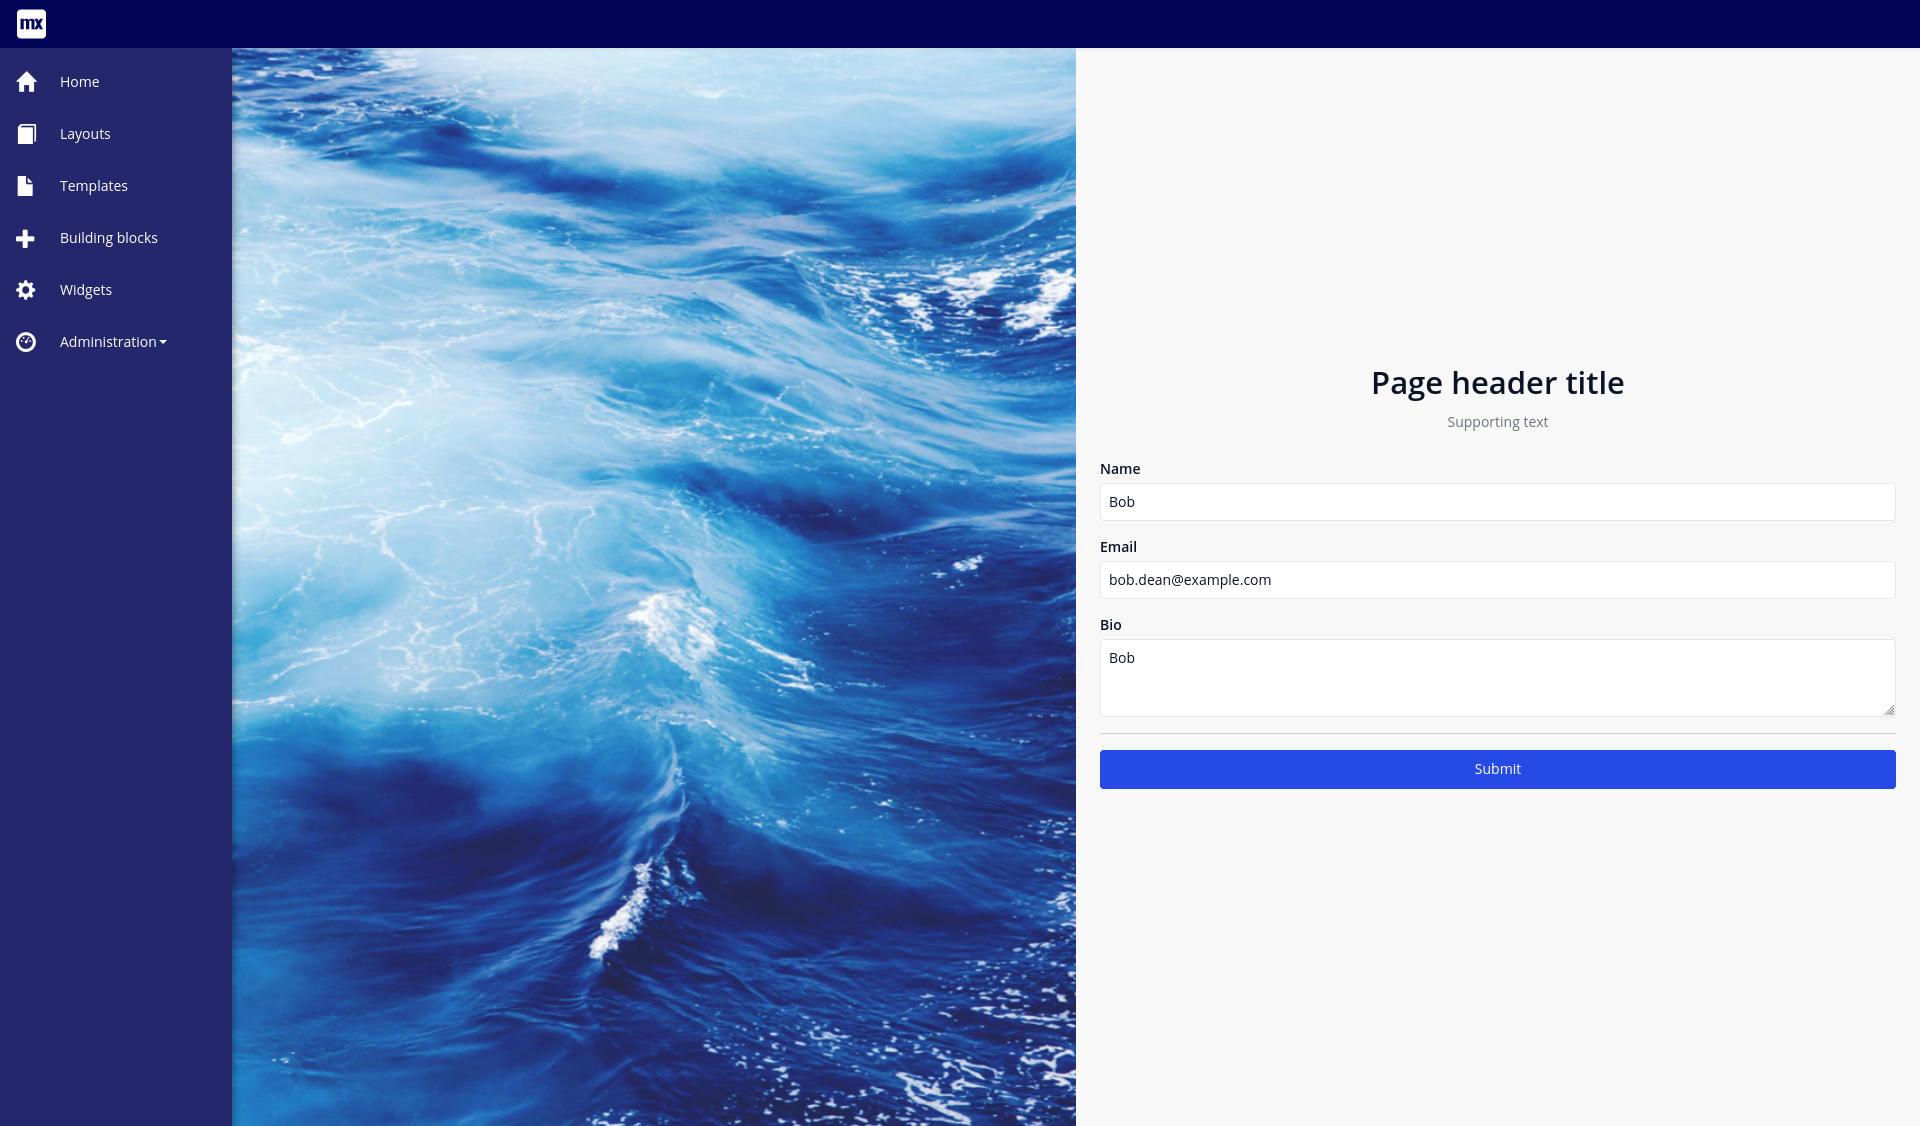 mx
Home
Layouts
Templates
Building blocks
Widgets
Administration
Page header title
Supporting text
Name
Bob
Email
bob.dean@example.com
Bio
Bob
Submit